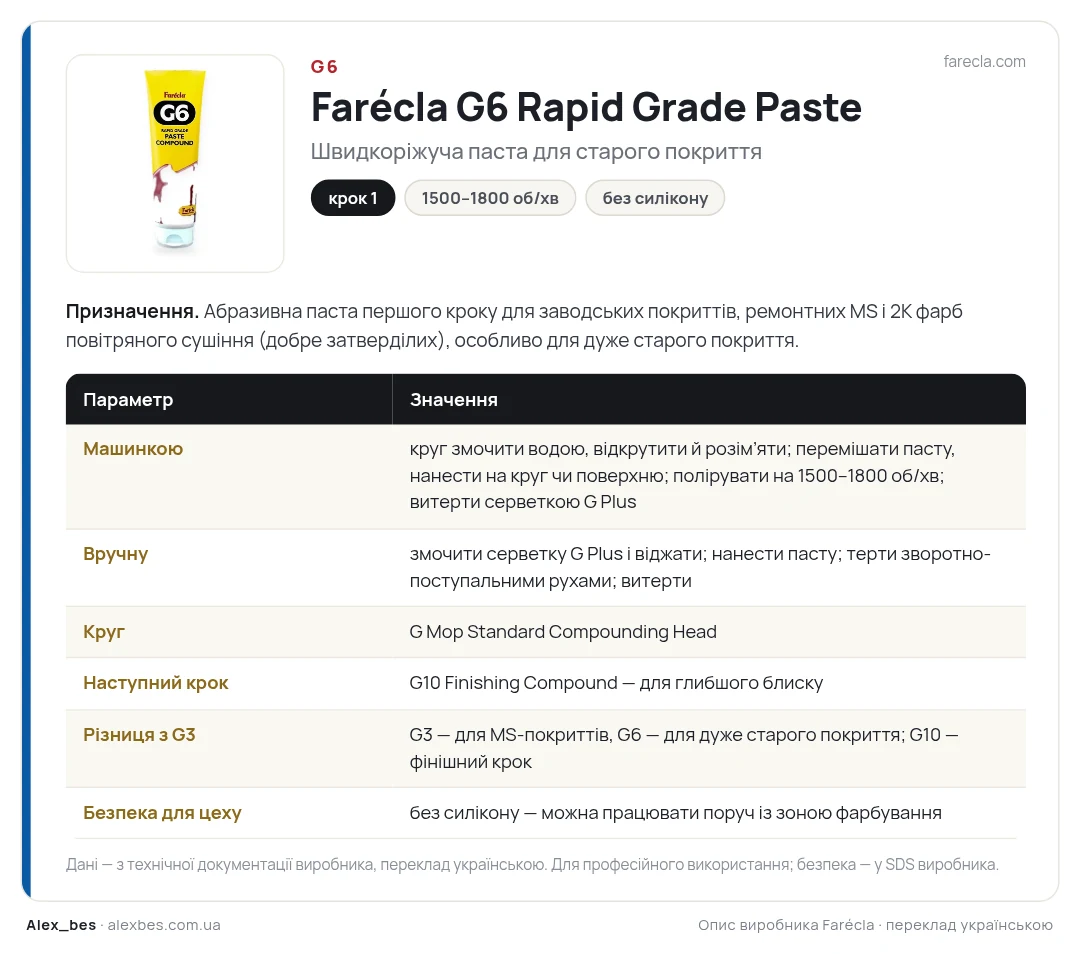 Farécla
G6
RAPID GRADE
PASTE
COMPOUND
G6
farecla.com
Farécla G6 Rapid Grade Paste
Швидкоріжуча паста для старого покриття
крок 1
1500–1800 об/хв
без силікону
Призначення. Абразивна паста першого кроку для заводських покриттів, ремонтних MS і 2K фарб
повітряного сушіння (добре затверділих), особливо для дуже старого покриття.
Параметр
Значення
Машинкою
круг змочити водою, відкрутити й розім’яти; перемішати пасту,
нанести на круг чи поверхню; полірувати на 1500–1800 об/хв;
витерти серветкою G Plus
Вручну
змочити серветку G Plus і віджати; нанести пасту; терти зворотно-
поступальними рухами; витерти
Круг
G Mop Standard Compounding Head
Наступний крок
G10 Finishing Compound — для глибшого блиску
Різниця з G3
G3 — для MS-покриттів, G6 — для дуже старого покриття; G10 —
фінішний крок
Безпека для цеху
без силікону — можна працювати поруч із зоною фарбування
Дані — з технічної документації виробника, переклад українською. Для професійного використання; безпека — у SDS виробника.
Alex_bes · alexbes.com.ua
Опис виробника Farécla · переклад українською